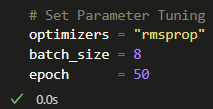 # Set Parameter Tuning
optimizers = "rmsprop"
batch_size = 8
epoch      = 50
✓ 0.0s